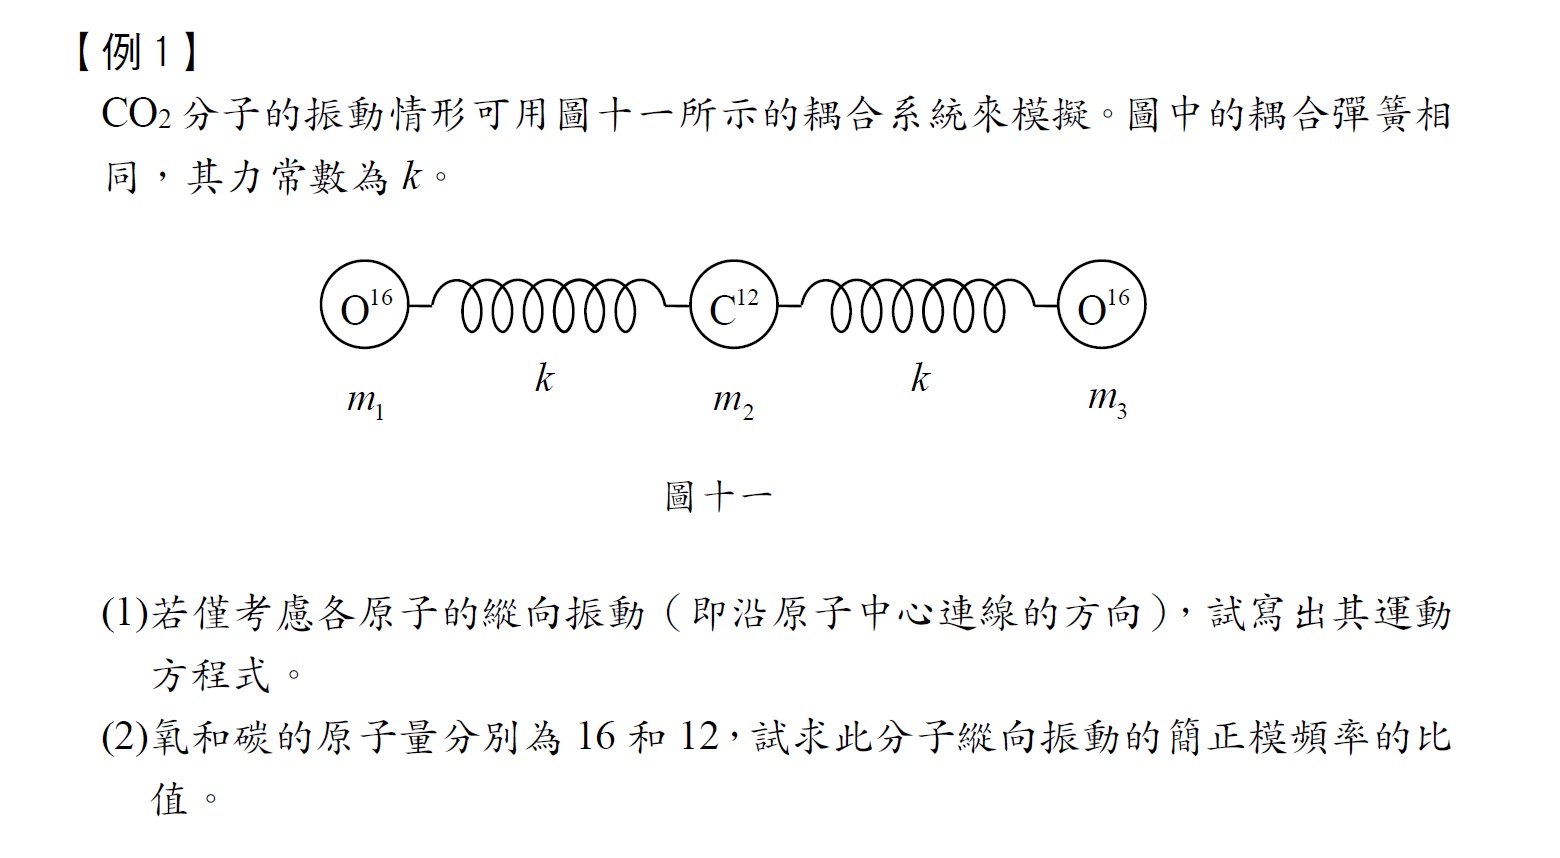 【例1】
CO2 分子的振動情形可用圖十一所示的耦合系統來模擬。圖中的耦合彈簧相
同，其力常數為 k。
O16 C12 O16
k k
m1 m2 m3
圖十一
(1)若僅考慮各原子的縱向振動（即沿原子中心連線的方向），試寫出其運動
方程式。
(2)氧和碳的原子量分別為 16 和 12，試求此分子縱向振動的簡正模頻率的比
值。